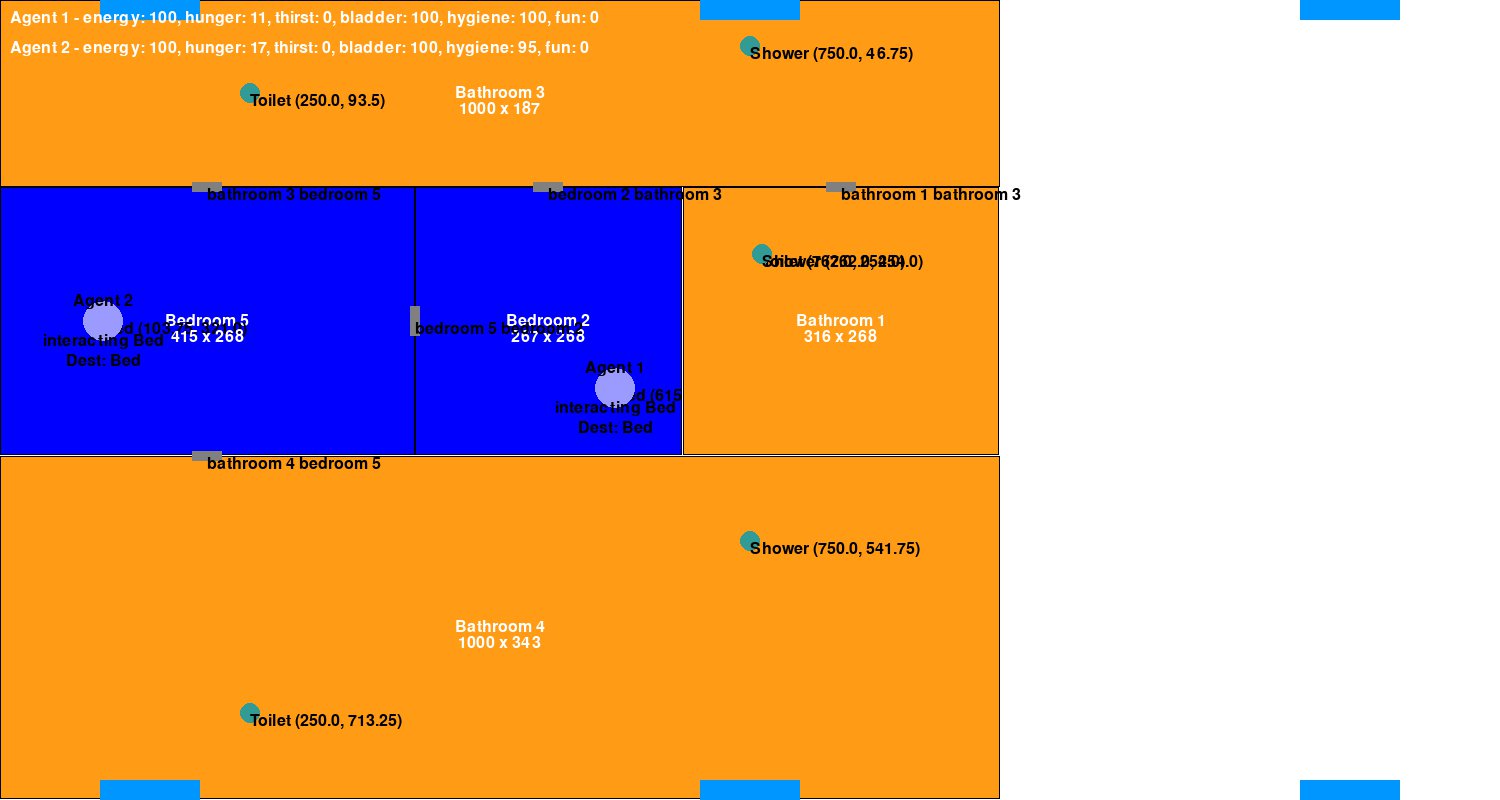 Agent 1 - energy: 100, hunger: 11, thirst: 0, bladder: 100, hygiene: 100, fun: 0
Agent 2 - energy: 100, hunger: 17, thirst: 0, bladder: 100, hygiene: 95, fun: 0
Shower (750.0, 46.75)
Toilet (250.0, 93.5)
Bathroom 3
1000 x 187
bathroom 3 bedroom 5
bedroom 2 bathroom 3
bathroom 1 bathroom 3
Agent 2
Bedroom 5
415 x 268
interacting Bed
Dest: Bed
bedroom 5 bedroom 2
Bedroom 2
267 x 268
Bathroom 1
316 x 268
Agent 1
(615
interacting Bed
Dest: Bed
bathroom 4 bedroom 5
Shower (750.0, 541.75)
Bathroom 4
1000 x 343
Toilet (250.0, 713.25)